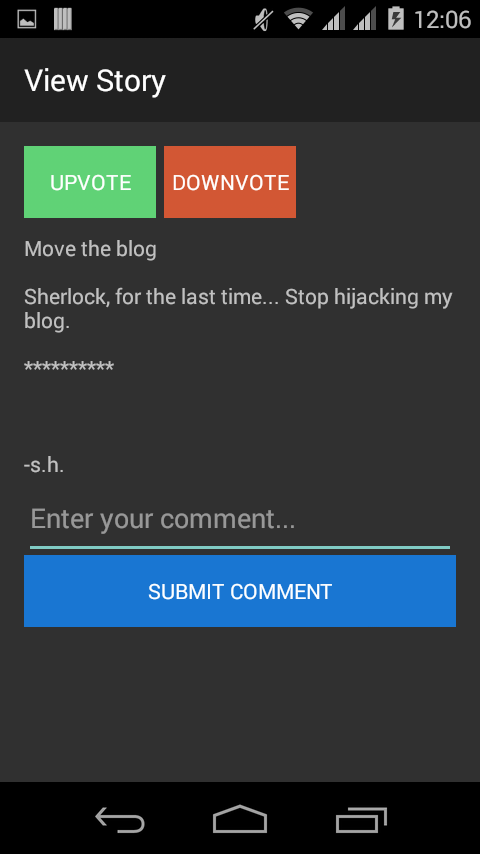 12:06
View Story
UPVOTE DOWNVOTE
Move the blog
Sherlock, for the last time... Stop hijacking my
blog.
**********
-s.h.
Enter your comment...
SUBMIT COMMENT